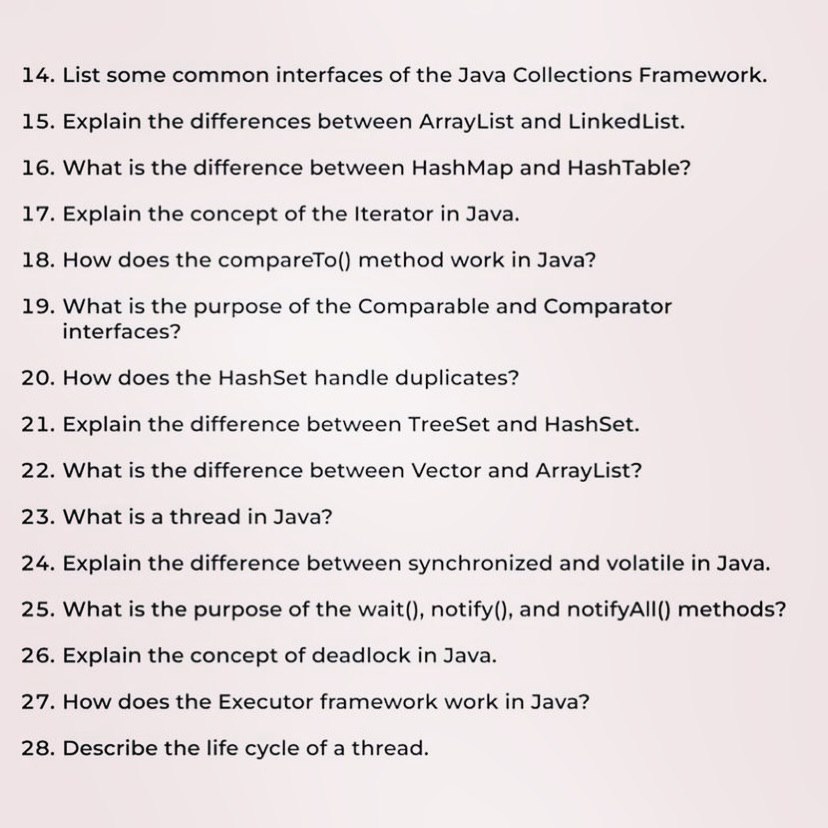 14. List some common interfaces of the Java Collections Framework.
15. Explain the differences between ArrayList and LinkedList.
16. What is the difference between HashMap and HashTable?
17. Explain the concept of the Iterator in Java.
18. How does the compareTo() method work in Java?
19. What is the purpose of the Comparable and Comparator
interfaces?
20. How does the HashSet handle duplicates?
21. Explain the difference between TreeSet and HashSet.
22. What is the difference between Vector and ArrayList?
23. What is a thread in Java?
24. Explain the difference between synchronized and volatile in Java.
25. What is the purpose of the wait(), notify(), and notifyAll() methods?
26. Explain the concept of deadlock in Java.
27. How does the Executor framework work in Java?
28. Describe the life cycle of a thread.